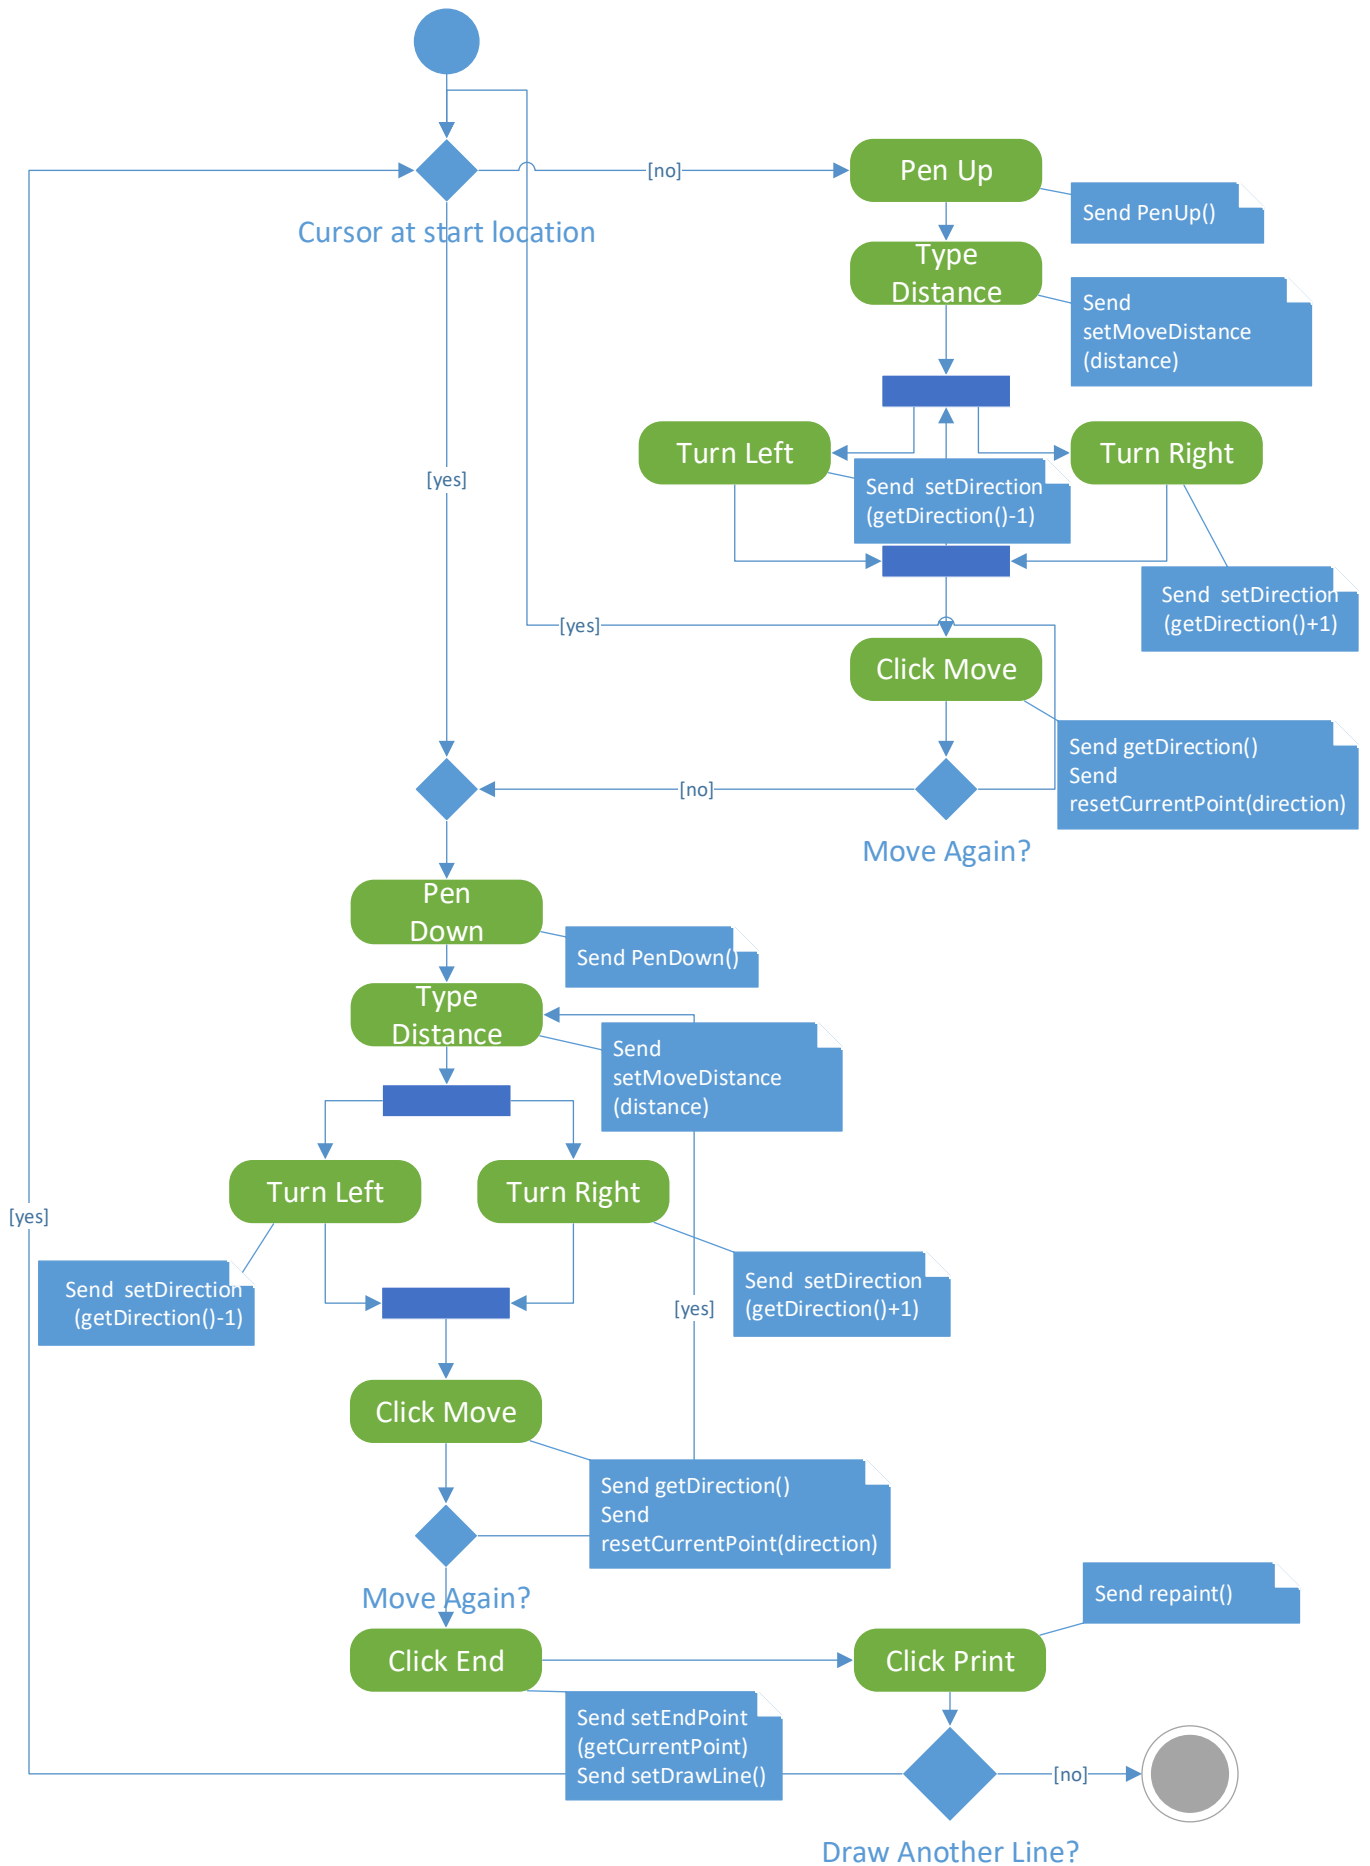 [no]
Pen Up
Send PenUp()
Cursor at start location
Type
Distance
Send
setMoveDistance
(distance)
Turn Left
Turn Right
[yes]
Send setDirection
(getDirection()-1)
Send setDirection
(getDirection()+1)
[yes]
Click Move
Send getDirection()
Send
resetCurrentPoint(direction)
[no]
Move Again?
Pen
Down
Send PenDown()
Type
Distance
Send
setMoveDistance
(distance)
Turn Left
Turn Right
[yes]
Send setDirection
(getDirection()-1)
Send setDirection
(getDirection()+1)
[yes]
Click Move
Send getDirection()
Send
resetCurrentPoint(direction)
Move Again?
Send repaint()
Click End
Click Print
Send setEndPoint
(getCurrentPoint)
Send setDrawLine()
[no]
Draw Another Line?